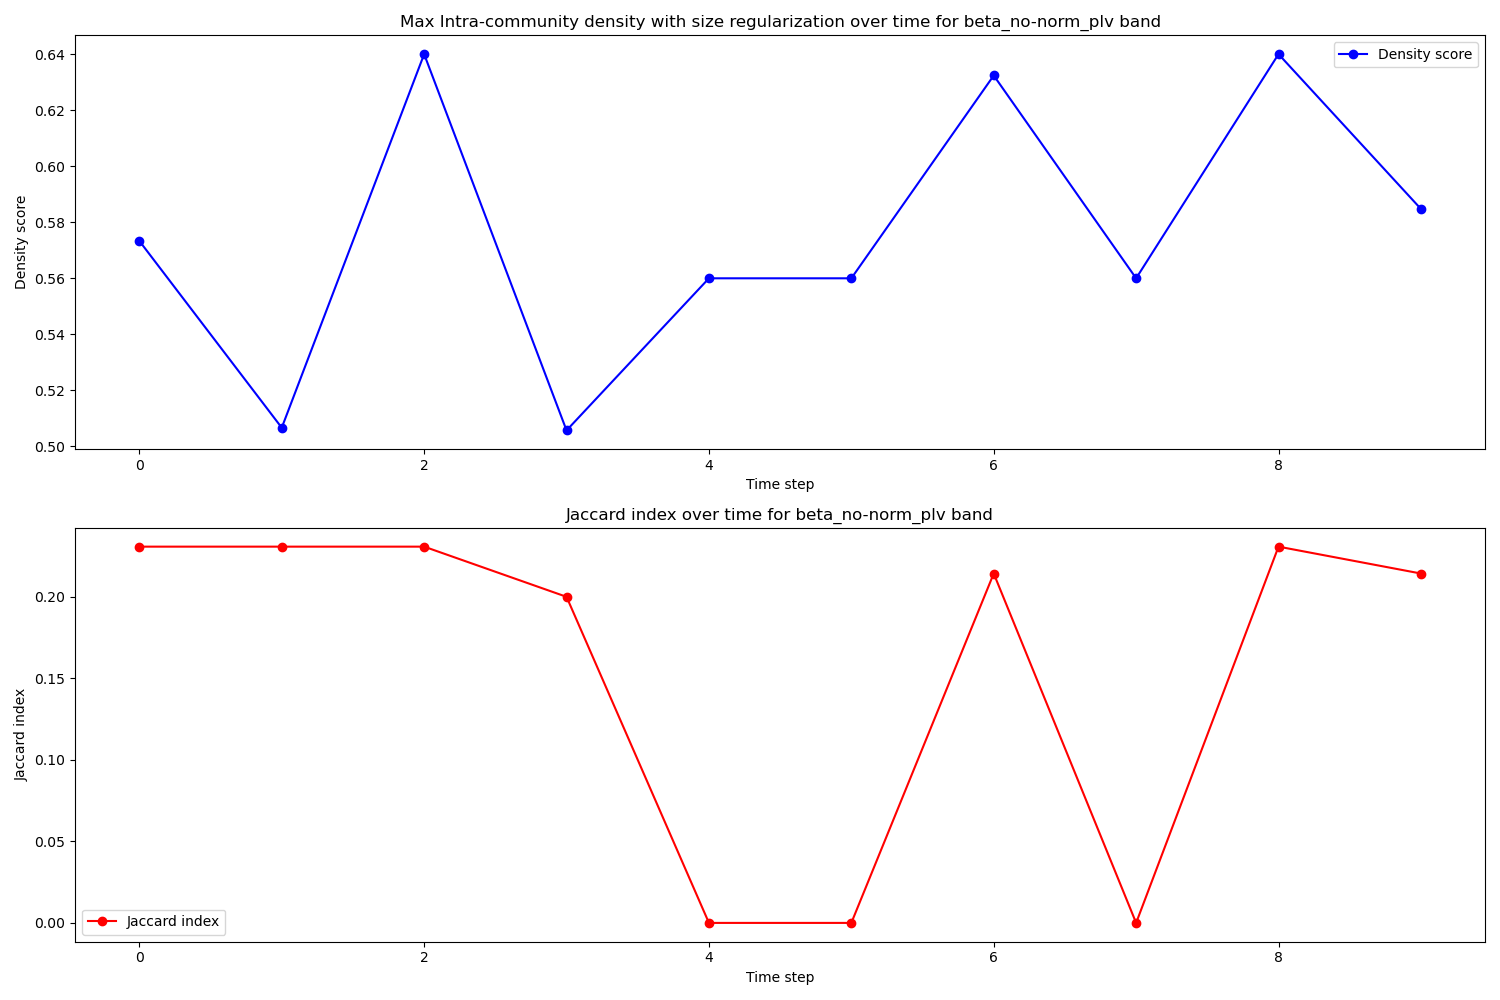 Max Intra-community density with size regularization over time for beta_no-norm_plv band
Density score
0.64
0.62
0.60
0.58
0.56
0.54
0.52
0.50
Density score
0
2
4
6
8
Time step
Jaccard index over time for beta_no-norm_plv band
0.20
0.15
0.10
0.05
0.00
Jaccard index
Jaccard index
0
2
4
6
8
Time step